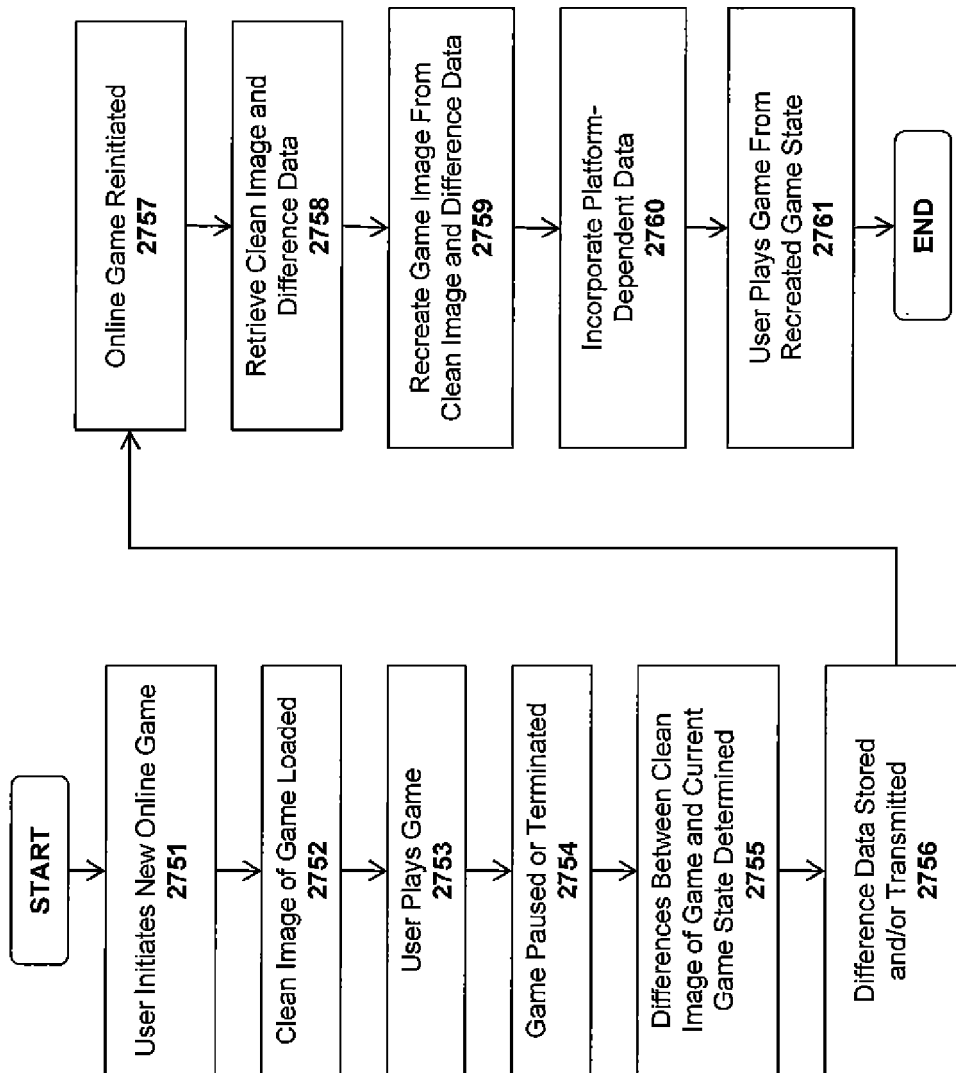 START
User Initiates New Online Game
2751
Clean Image of Game Loaded
2752
User Plays Game
2753
Game Paused or Terminated
2754
Differences Between Clean
Image of Game and Current
Game State Determined
2755
Difference Data Stored
and/or Transmitted
2756
Online Game Reinitiated
2757
Retrieve Clean Image and
Difference Data
2758
Recreate Game Image From
Clean Image and Difference Data
2759
Incorporate Platform-
Dependent Data
2760
User Plays Game From
Recreated Game State
2761
END